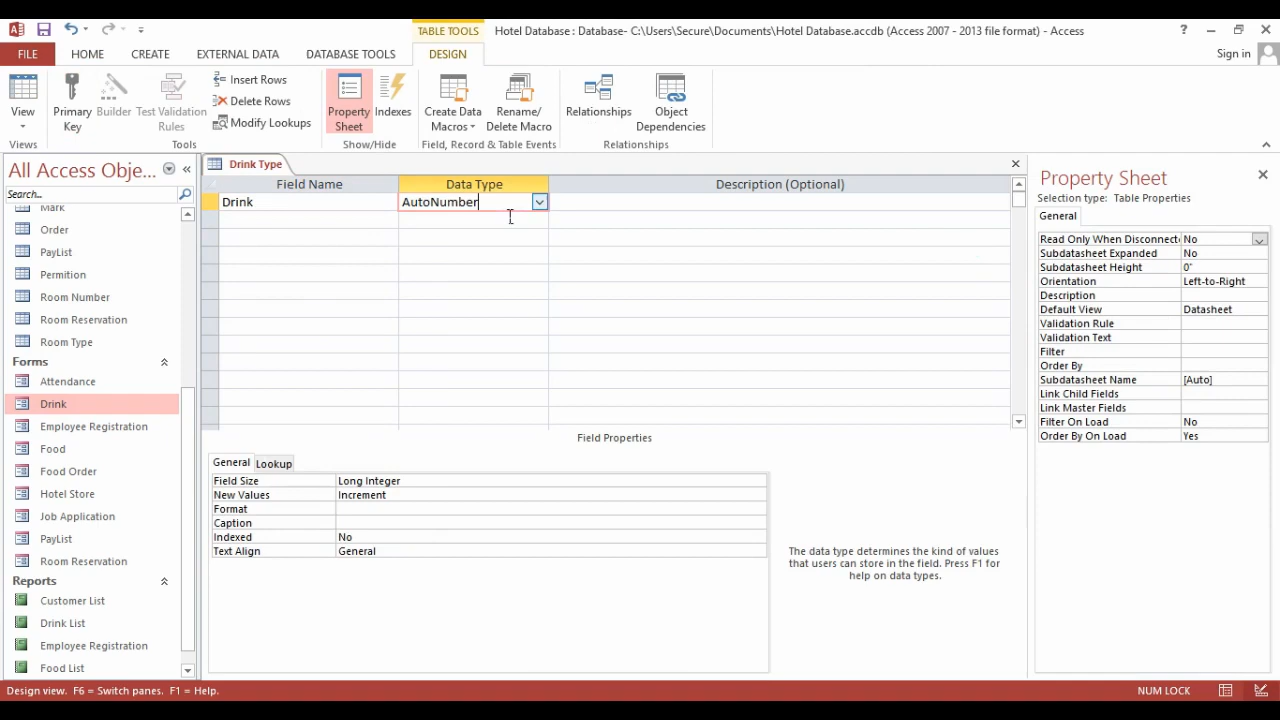 TABLE TOOLS
Hotel Database : Database- C:\Users\Secure\Documents\Hotel Database.accdb (Access 2007 - 2013 file format) - Access
?
FILE HOME CREATE EXTERNAL DATA DATABASE TOOLS DESIGN
Sign in
View
Primary Key
Builder
Test Validation Rules
Insert Rows
Delete Rows
Modify Lookups
Property Sheet
Indexes
Create Data Macros
Rename/ Delete Macro
Relationships
Object Dependencies
Views Tools Show/Hide Field, Record & Table Events Relationships
All Access Obje...
Search...
Mark
Order
PayList
Permition
Room Number
Room Reservation
Room Type
Forms
Attendance
Drink
Employee Registration
Food
Food Order
Hotel Store
Job Application
PayList
Room Reservation
Reports
Customer List
Drink List
Employee Registration
Food List
Drink Type
Field Name Data Type Description (Optional)
Drink AutoNumber
Field Properties
General Lookup
Field Size Long Integer
New Values Increment
Format
Caption
Indexed No
Text Align General
The data type determines the kind of values
that users can store in the field. Press F1 for
help on data types.
Property Sheet
Selection type: Table Properties
General
Read Only When Disconnect No
Subdatasheet Expanded No
Subdatasheet Height 0"
Orientation Left-to-Right
Description
Default View Datasheet
Validation Rule
Validation Text
Filter
Order By
Subdatasheet Name [Auto]
Link Child Fields
Link Master Fields
Filter On Load No
Order By On Load Yes
Design view. F6 = Switch panes. F1 = Help.
NUM LOCK